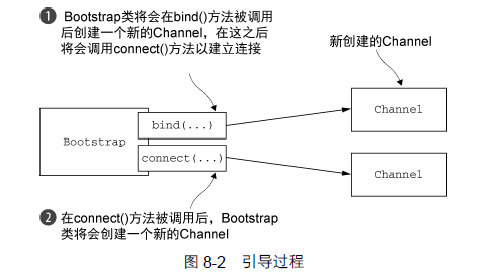 ❶ Bootstrap类将会在bind()方法被调用
后创建一个新的Channel，在这之后
将会调用connect()方法以建立连接
新创建的Channel
Bootstrap
bind(...)
Channel
connect(...)
Channel
❷ 在connect()方法被调用后，Bootstrap
类将会创建一个新的Channel
图 8-2 引导过程